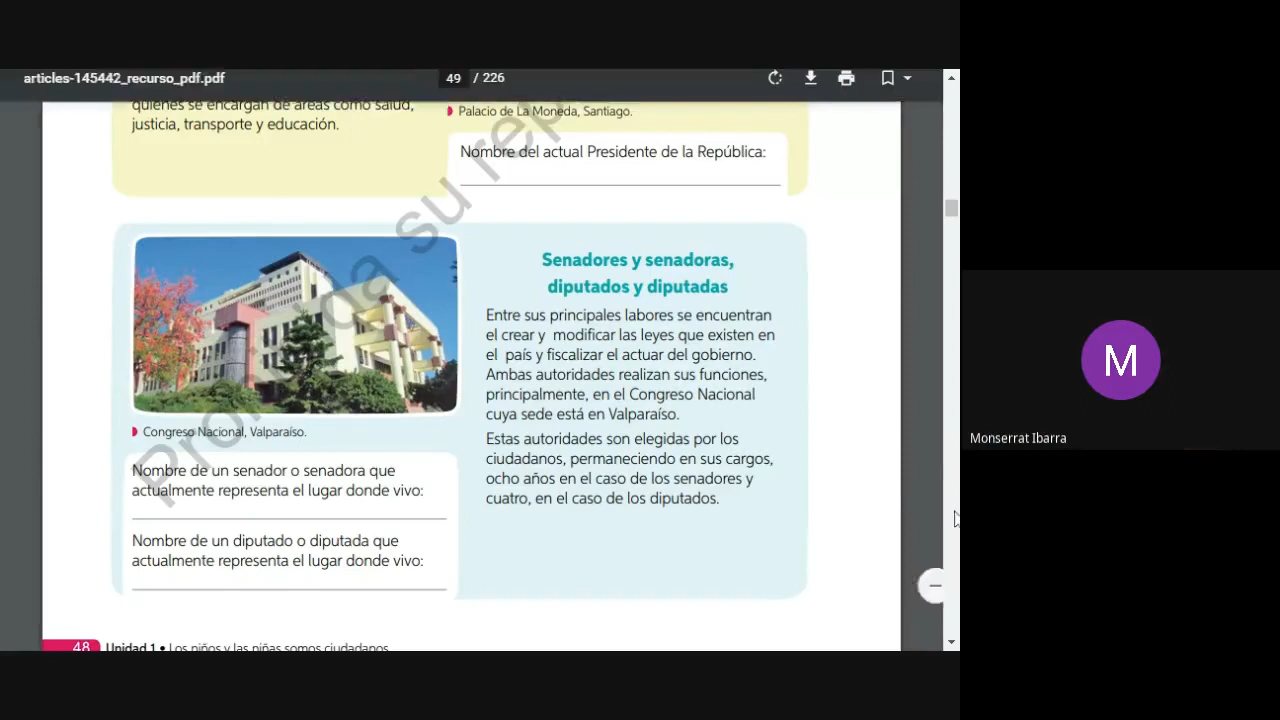 articles-145442_recurso_pdf.pdf
49 / 226
quienes se encargan de áreas como salud,
justicia, transporte y educación.
Palacio de La Moneda, Santiago.
Nombre del actual Presidente de la República:
Senadores y senadoras,
diputados y diputadas
Entre sus principales labores se encuentran
el crear y modificar las leyes que existen en
el país y fiscalizar el actuar del gobierno.
Ambas autoridades realizan sus funciones,
principalmente, en el Congreso Nacional
cuya sede está en Valparaíso.
Estas autoridades son elegidas por los
ciudadanos, permaneciendo en sus cargos,
ocho años en el caso de los senadores y
cuatro, en el caso de los diputados.
Congreso Nacional, Valparaíso.
Nombre de un senador o senadora que
actualmente representa el lugar donde vivo:
Nombre de un diputado o diputada que
actualmente representa el lugar donde vivo:
48 Unidad 1 • Los niños y las niñas somos ciudadanos
su
M
Monserrat Ibarra